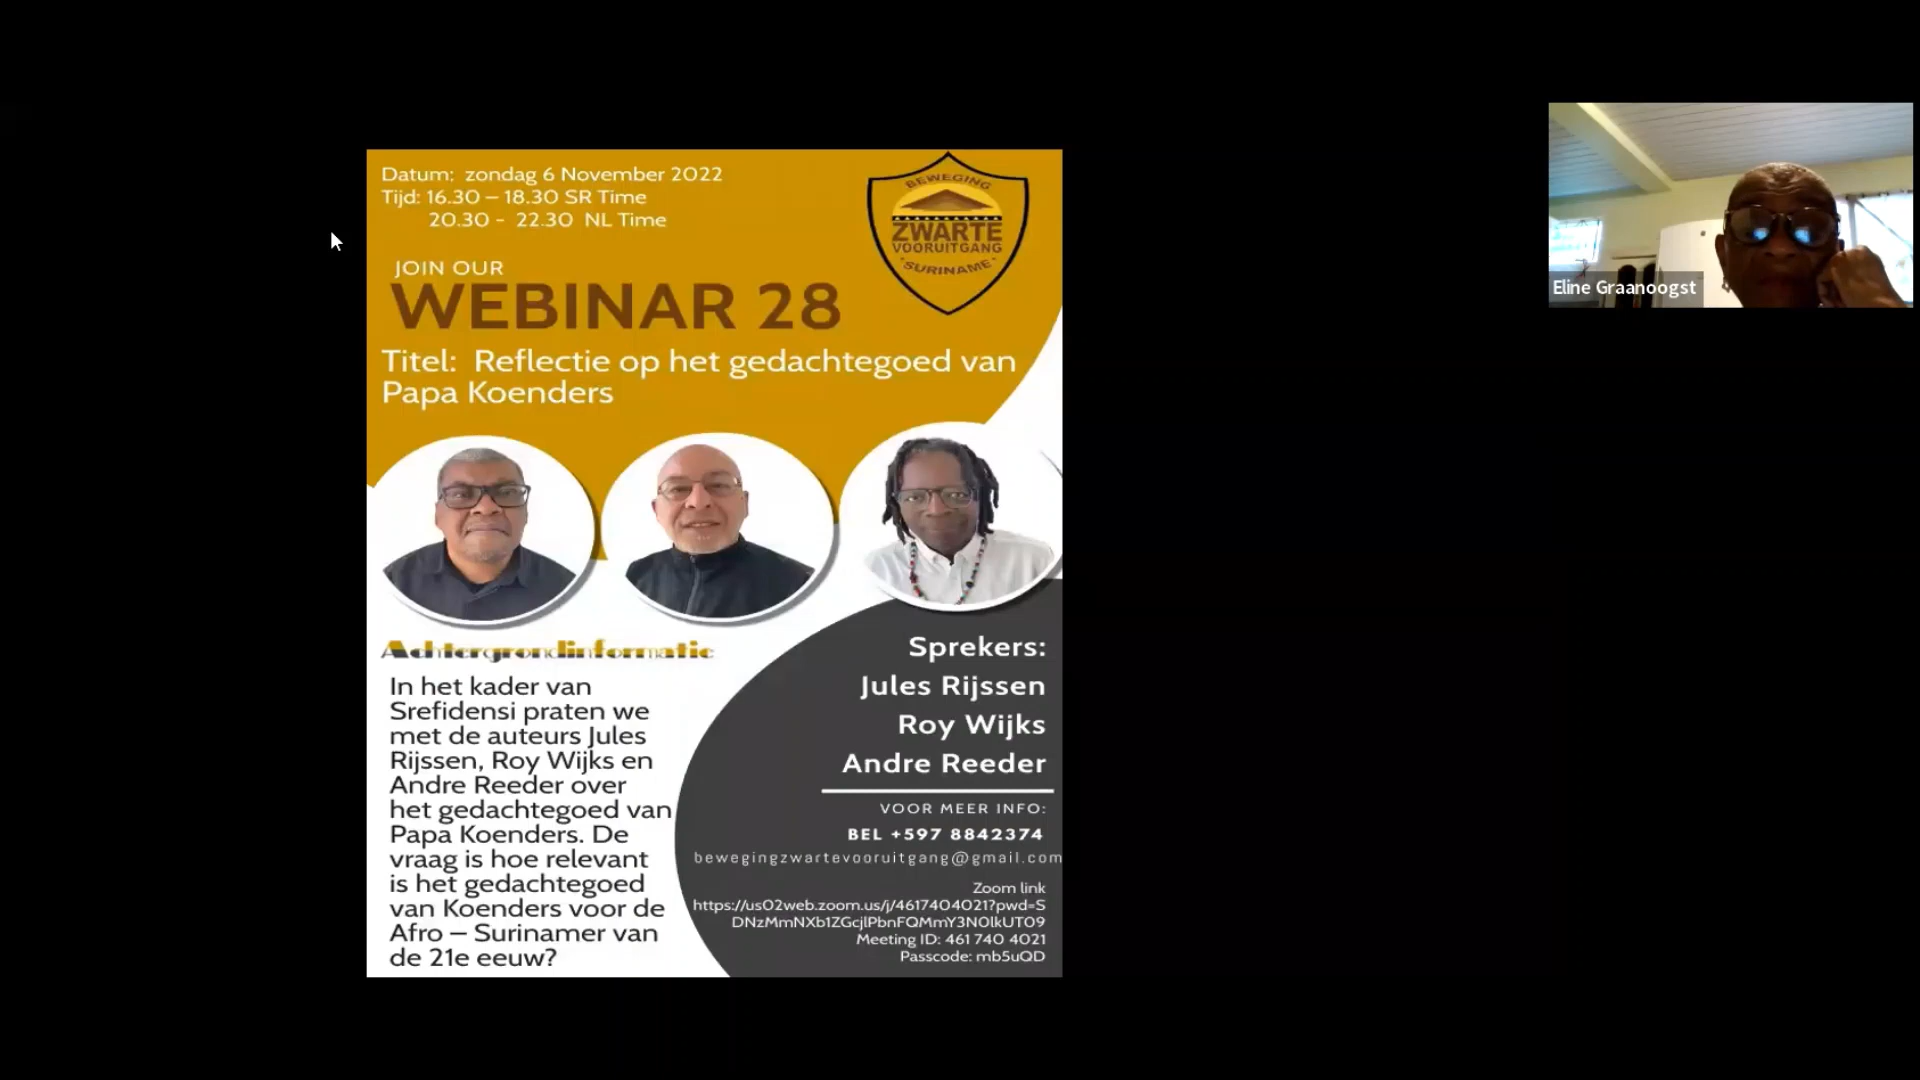 Datum: zondag 6 November 2022
Tijd: 16.30 – 18.30 SR Time
20.30 - 22.30 NL Time
BEWEGING
ZWARTE
VOORUITGANG
SURINAME
JOIN OUR
WEBINAR 28
Titel: Reflectie op het gedachtegoed van
Papa Koenders
Achtergrondinformatie
In het kader van
Srefidensi praten we
met de auteurs Jules
Rijssen, Roy Wijks en
Andre Reeder over
het gedachtegoed van
Papa Koenders. De
vraag is hoe relevant
is het gedachtegoed
van Koenders voor de
Afro – Surinamer van
de 21e eeuw?
Sprekers:
Jules Rijssen
Roy Wijks
Andre Reeder
VOOR MEER INFO:
BEL +597 8842374
bewegingzwartevooruitgang@gmail.com
Zoom link
https://us02web.zoom.us/j/4617404021?pwd=S
DNzMmNXb1ZGcjlPbnFQMmY3NOlkUT09
Meeting ID: 461 740 4021
Passcode: mb5uQD
Eline Graanoogst